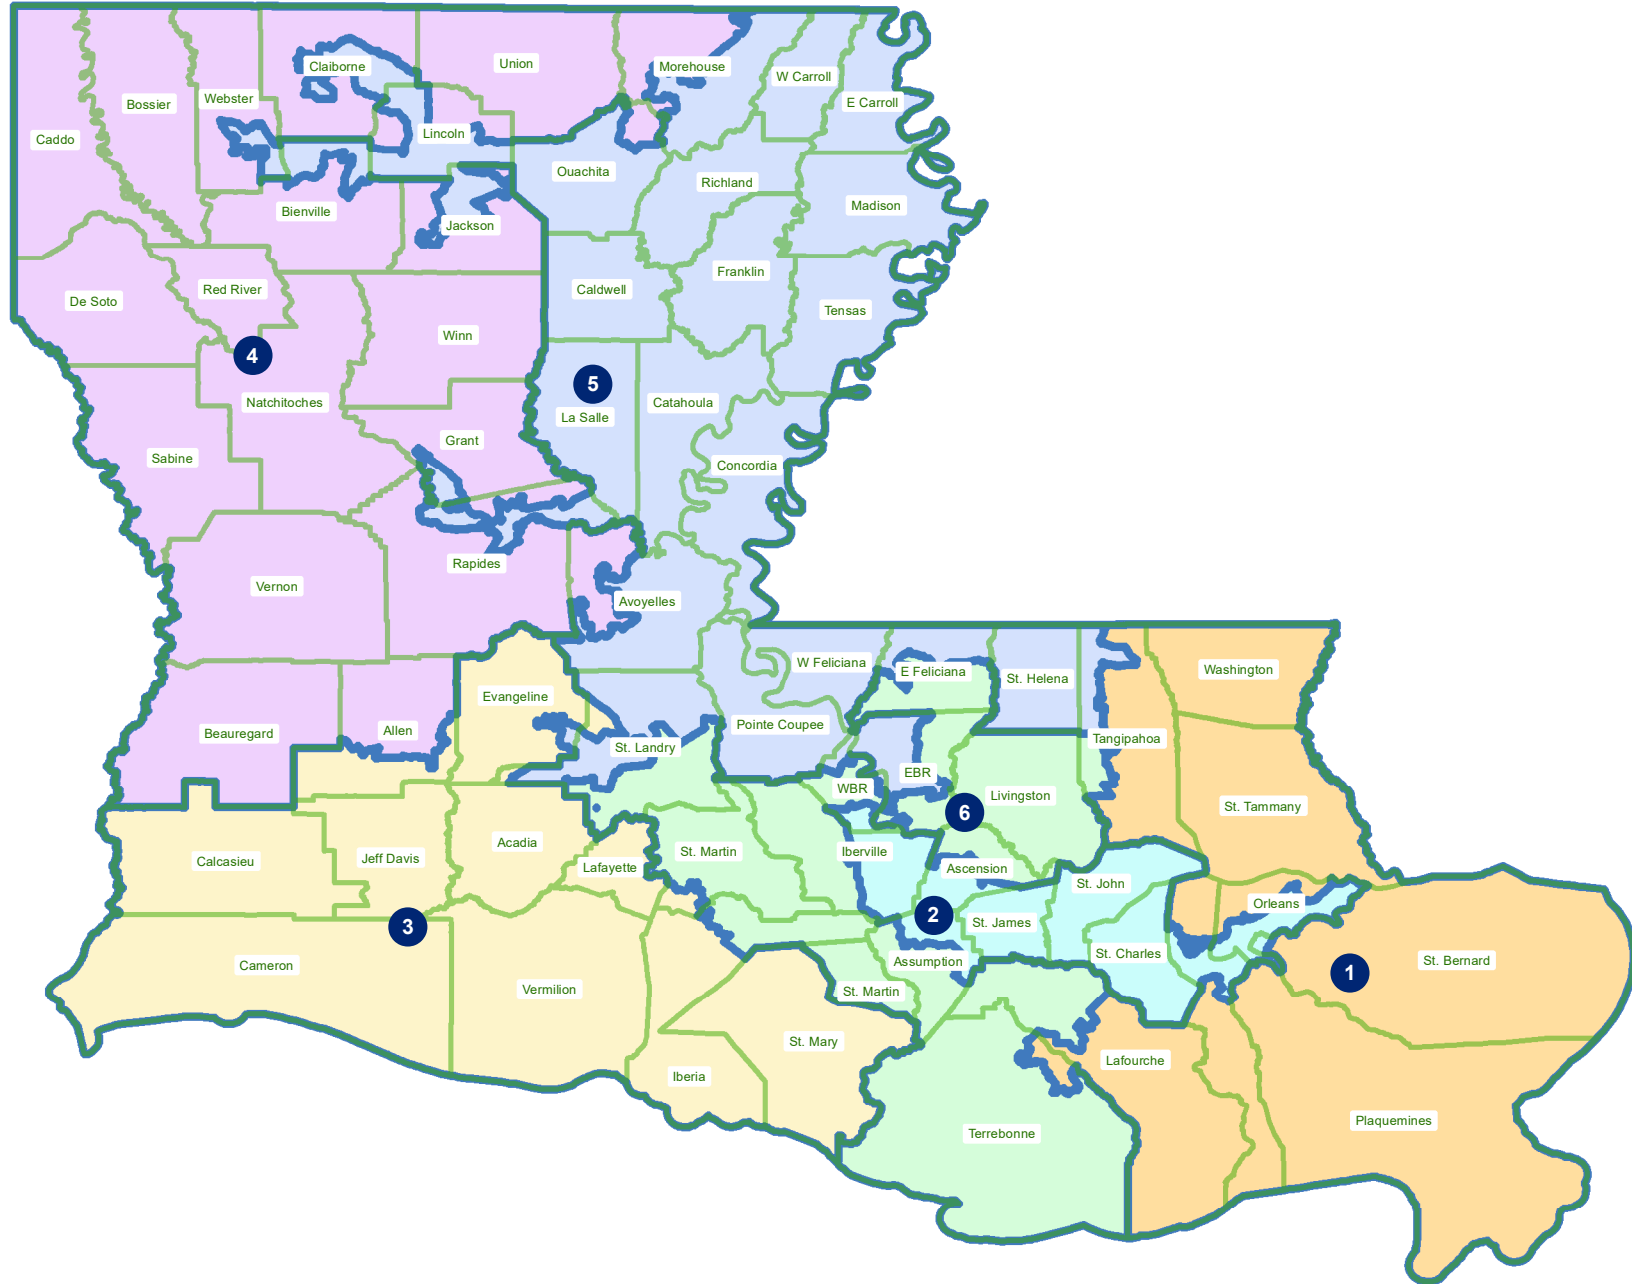 Claiborne
Union
Morehouse
W Carroll
Bossier
Webster
E Carroll
Caddo
Lincoln
Ouachita
Richland
Madison
Bienville
Jackson
Franklin
Red River
Caldwell
De Soto
Tensas
Winn
4
5
Natchitoches
Catahoula
La Salle
Grant
Sabine
Concordia
Rapides
Vernon
Avoyelles
W Feliciana
E Feliciana
St. Helena
Washington
Evangeline
Pointe Coupee
Beauregard
Allen
Tangipahoa
St. Landry
EBR
WBR
Livingston
St. Tammany
6
Acadia
St. Martin
Iberville
Jeff Davis
Calcasieu
Lafayette
Ascension
St. John
Orleans
2
St. James
3
St. Charles
Cameron
Assumption
St. Bernard
1
Vermilion
St. Martin
St. Mary
Lafourche
Iberia
Plaquemines
Terrebonne